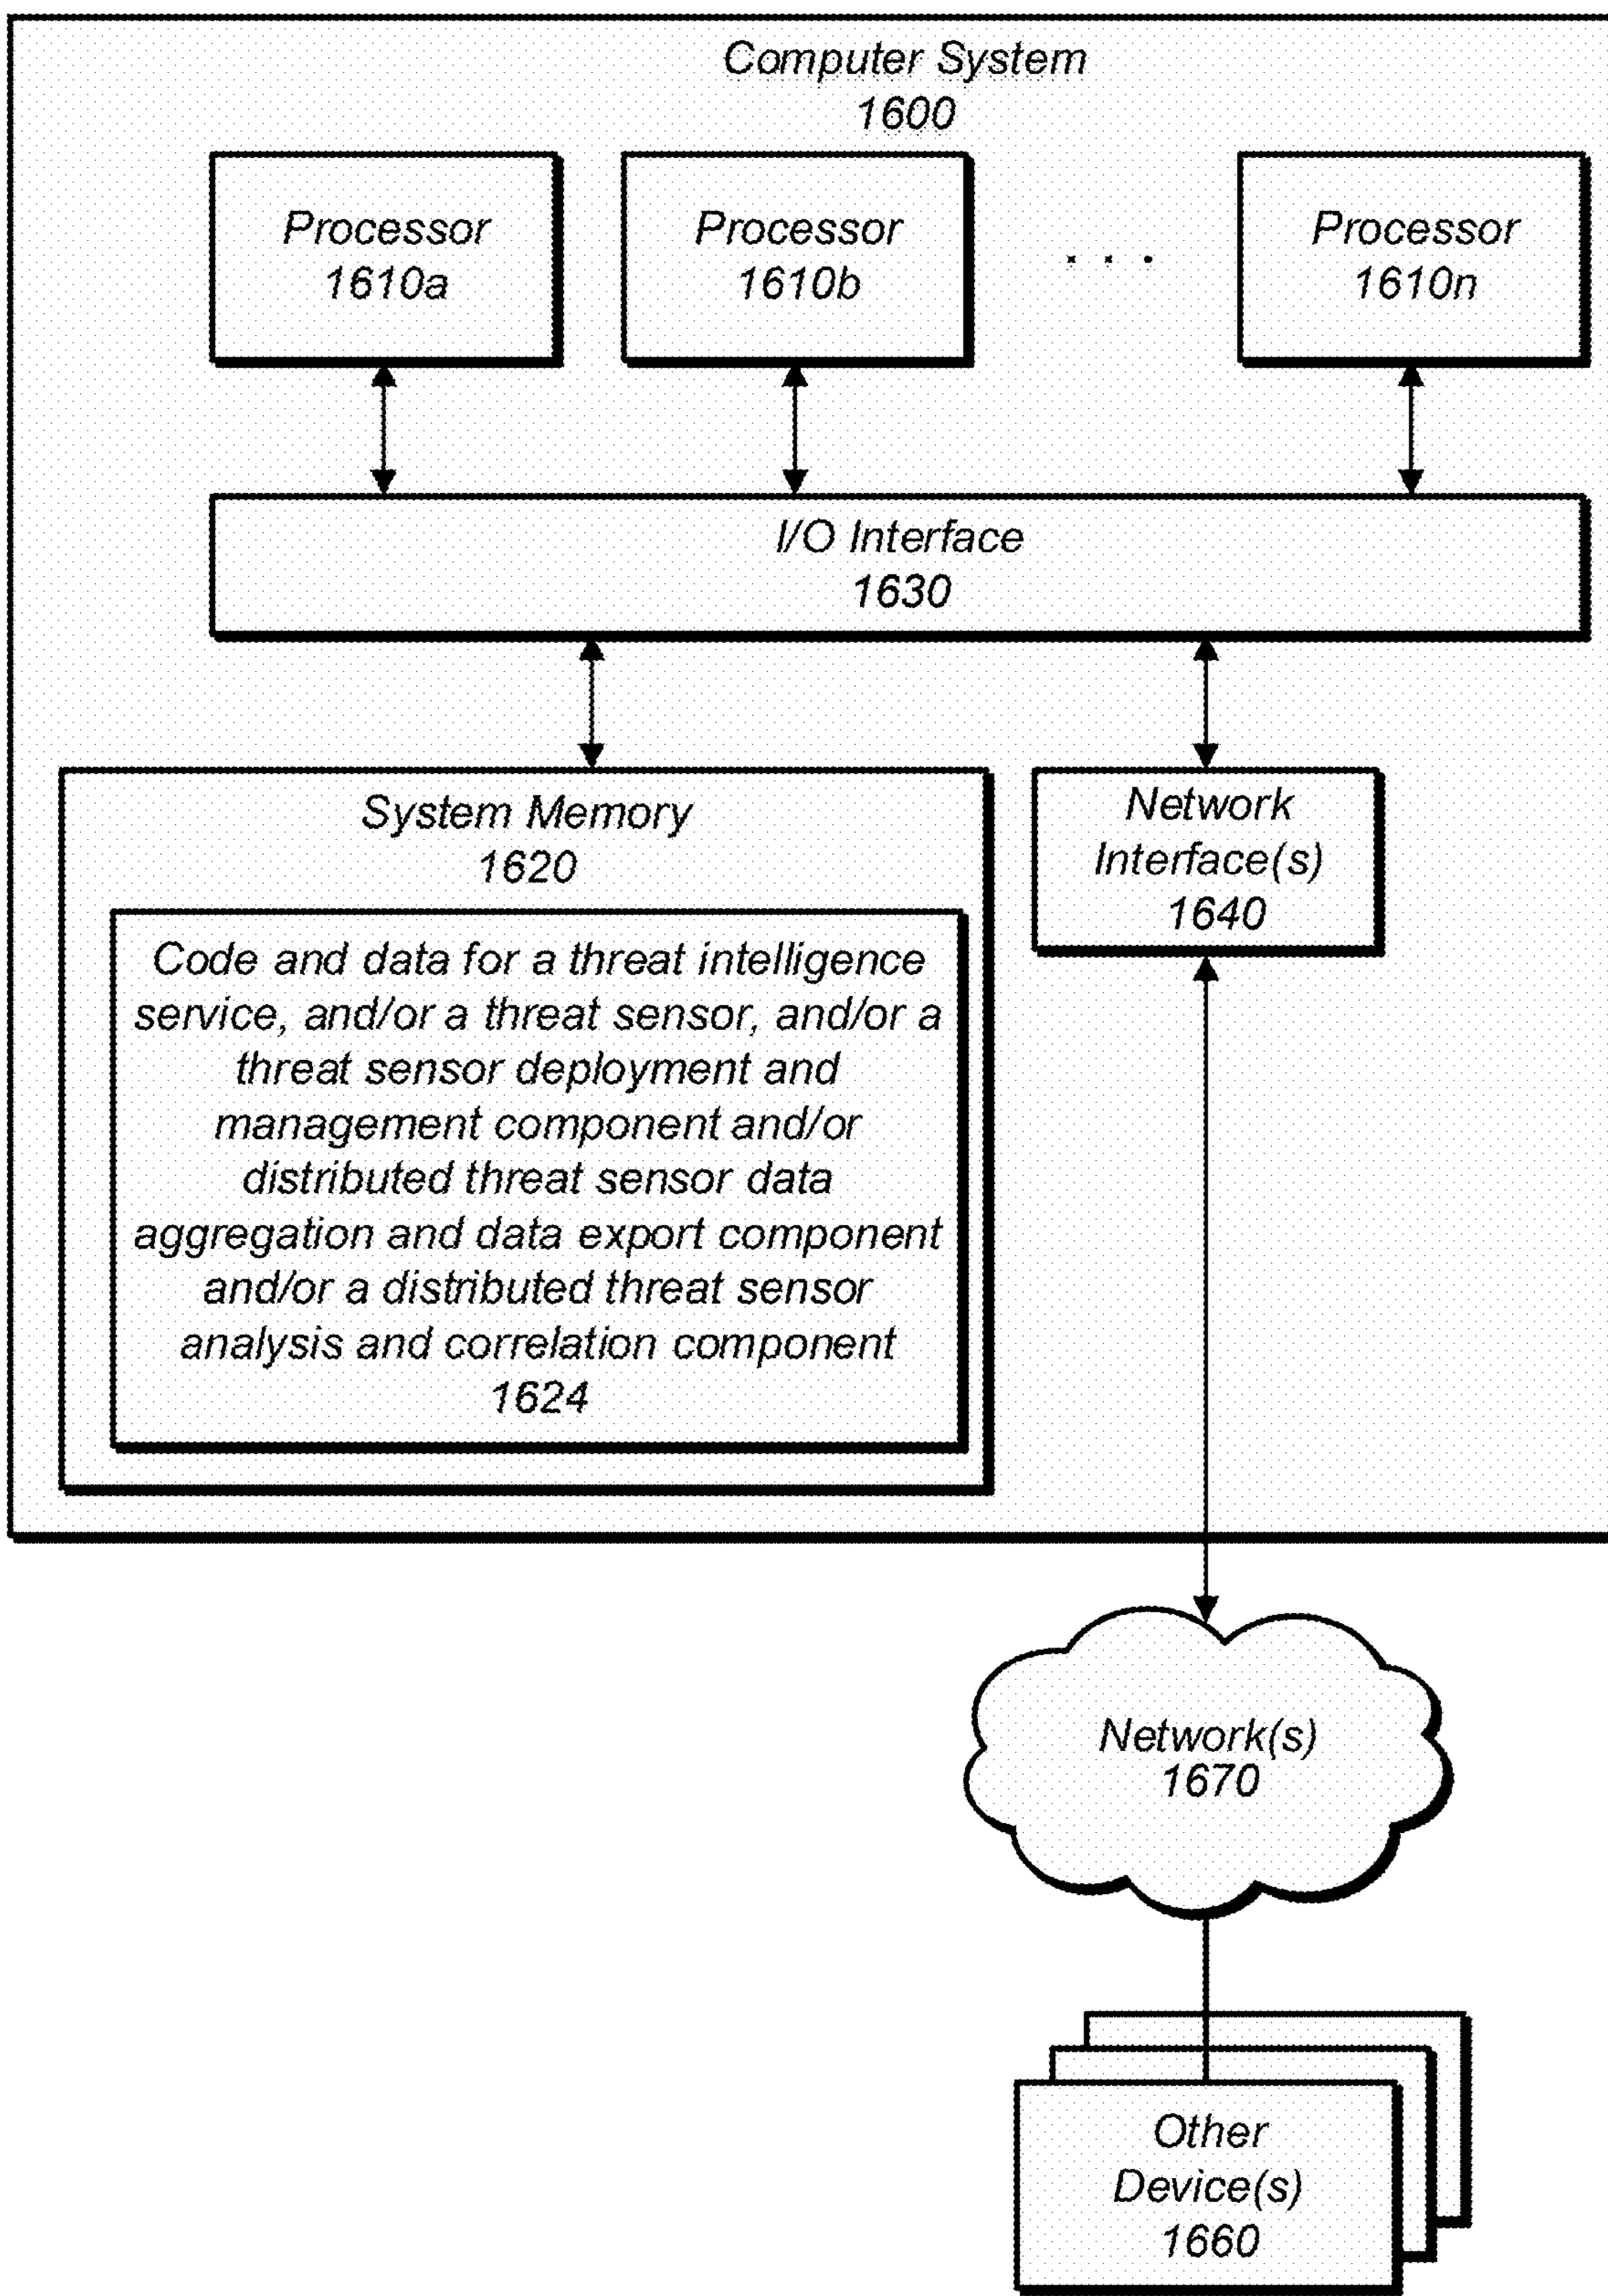 Computer System
1600
Processor
1610a
Processor
1610b
. . .
Processor
1610n
I/O Interface
1630
System Memory
1620
Code and data for a threat intelligence
service, and/or a threat sensor, and/or a
threat sensor deployment and
management component and/or
distributed threat sensor data
aggregation and data export component
and/or a distributed threat sensor
analysis and correlation component
1624
Network
Interface(s)
1640
Network(s)
1670
Other
Device(s)
1660